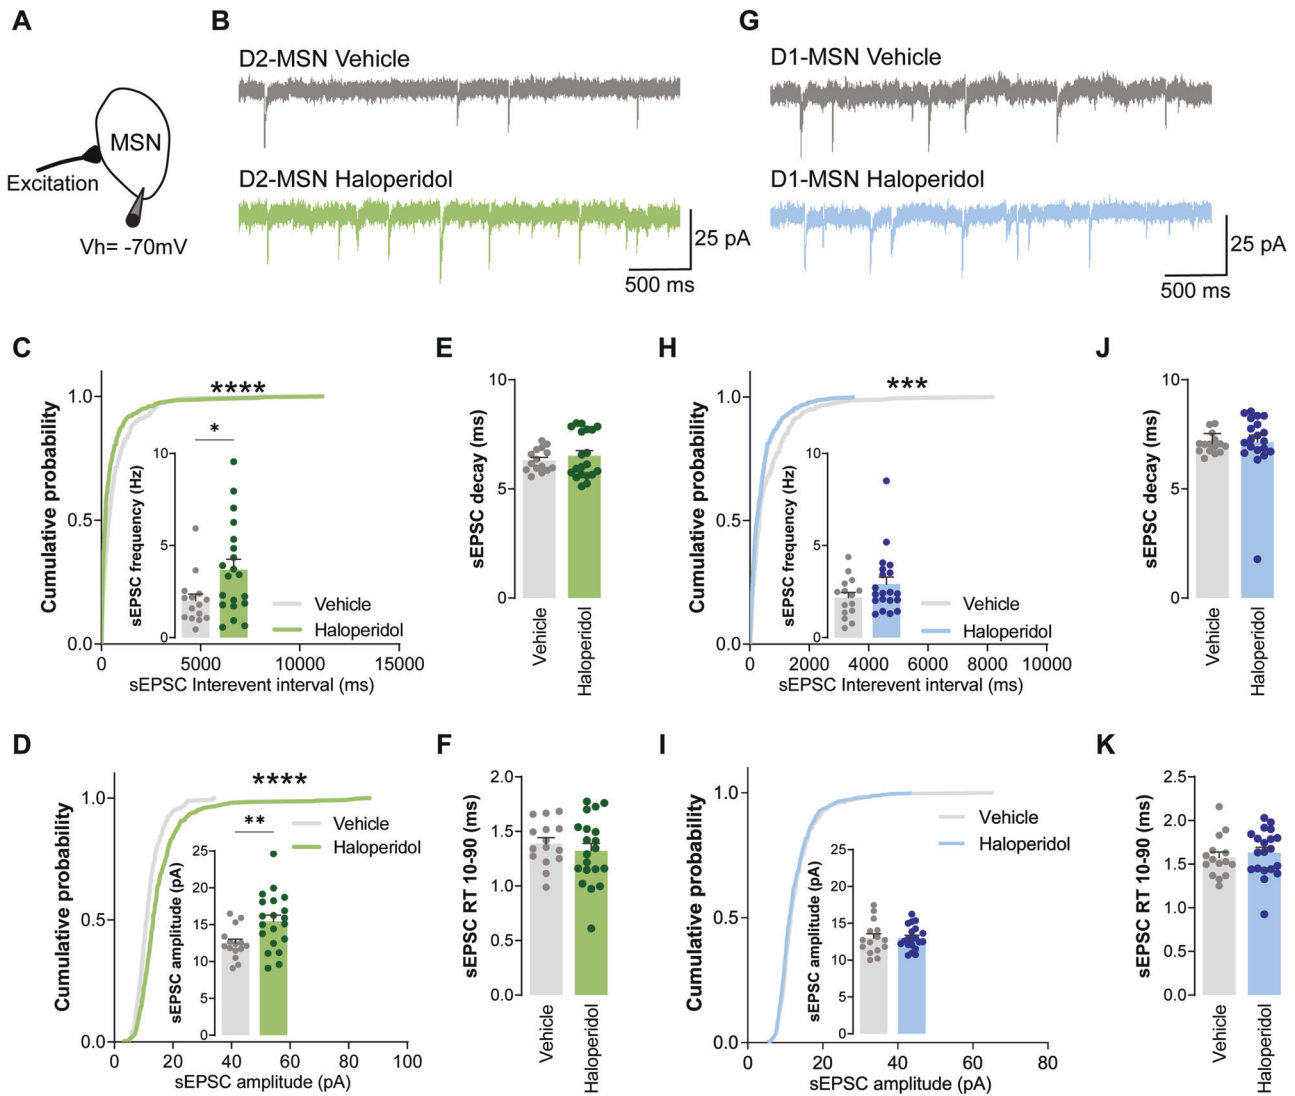 A
MSN
Excitation
Vh= -70mV
B
D2-MSN Vehicle
D2-MSN Haloperidol
25 pA
500 ms
G
D1-MSN Vehicle
D1-MSN Haloperidol
25 pA
500 ms
C
Cumulative probability
1.0
0.5
0.0
0
5000
10000
15000
sEPSC Interevent interval (ms)
****
*
sEPSC frequency (Hz)
10
5
0
Vehicle
Haloperidol
E
sEPSC decay (ms)
10
5
0
Vehicle
Haloperidol
H
Cumulative probability
1.0
0.5
0.0
0
2000
4000
6000
8000
10000
sEPSC Interevent interval (ms)
***
sEPSC frequency (Hz)
10
5
0
Vehicle
Haloperidol
J
sEPSC decay (ms)
10
5
0
Vehicle
Haloperidol
D
Cumulative probability
1.0
0.5
0.0
0
20
40
60
80
100
sEPSC amplitude (pA)
****
**
Vehicle
Haloperidol
sEPSC amplitude (pA)
25
20
15
10
5
0
F
sEPSC RT 10-90 (ms)
2.0
1.5
1.0
0.5
0.0
Vehicle
Haloperidol
I
Cumulative probability
1.0
0.5
0.0
0
20
40
60
80
sEPSC amplitude (pA)
Vehicle
Haloperidol
sEPSC amplitude (pA)
25
20
15
10
5
0
K
sEPSC RT 10-90 (ms)
2.5
2.0
1.5
1.0
0.5
0.0
Vehicle
Haloperidol